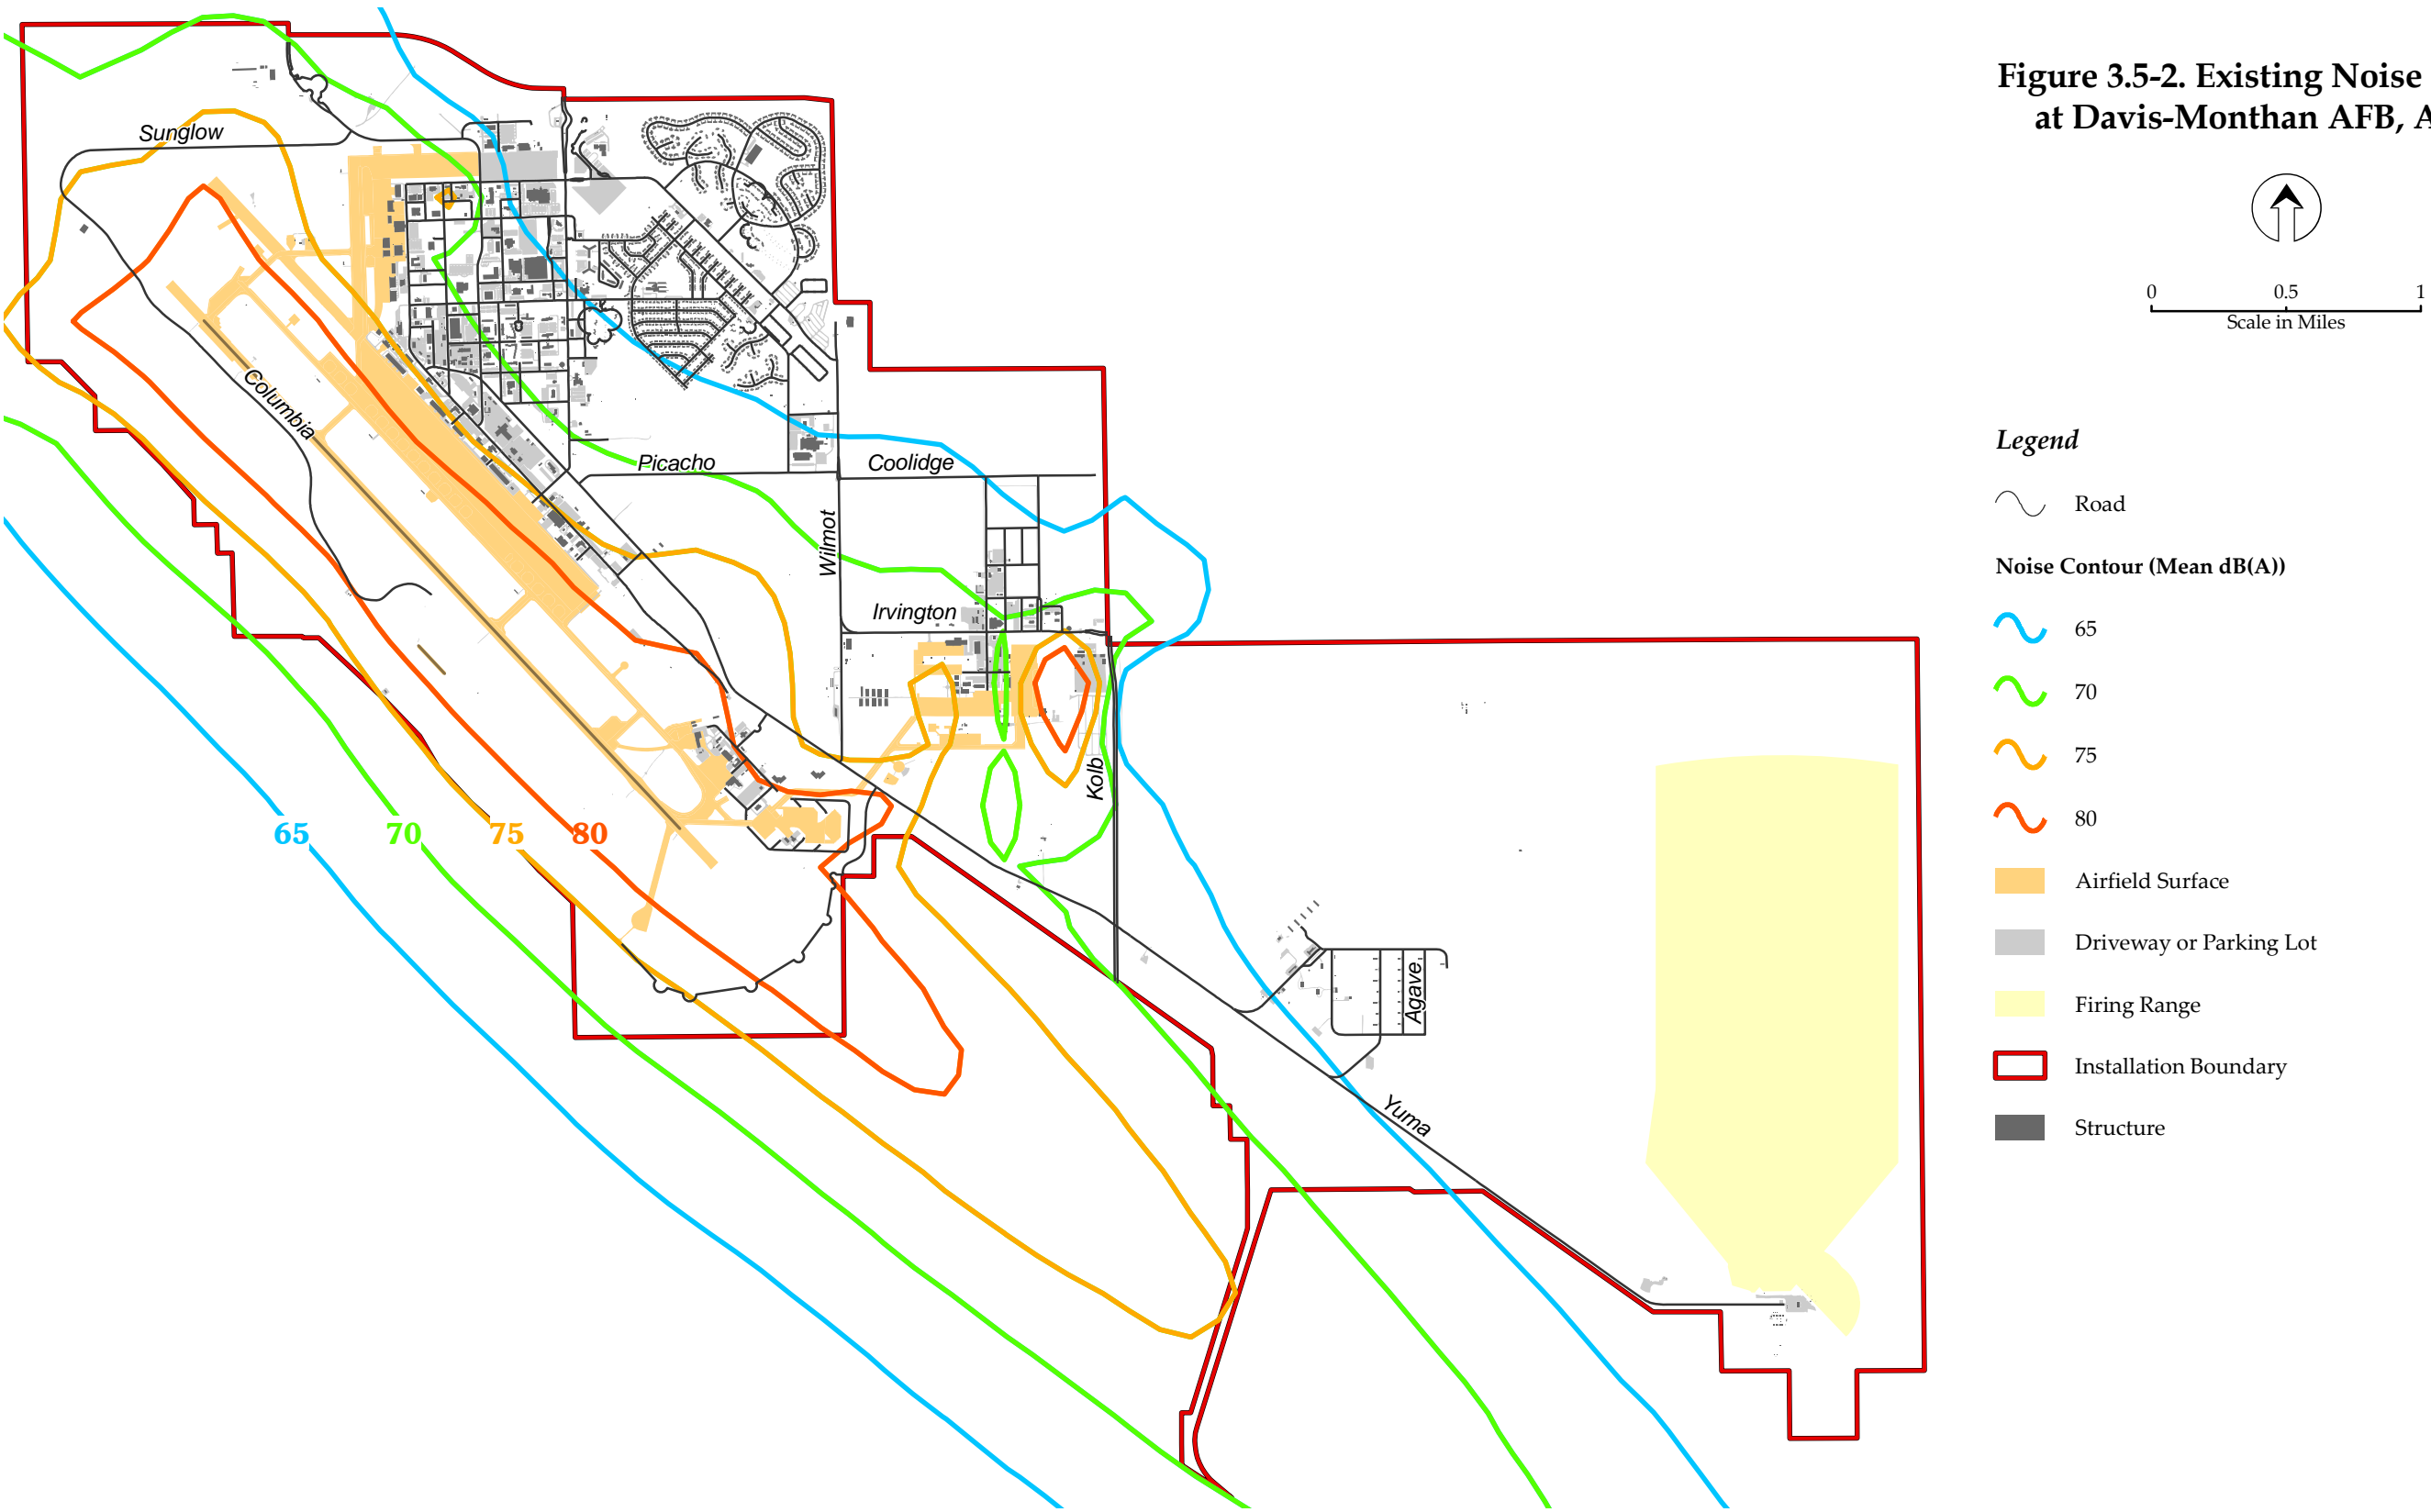 Figure 3.5-2. Existing Noise
at Davis-Monthan AFB, A
0 0.5 1
Scale in Miles
Legend
Road
Noise Contour (Mean dB(A))
65
70
75
80
Airfield Surface
Driveway or Parking Lot
Firing Range
Installation Boundary
Structure
Sunglow
Columbia
Picacho
Coolidge
Wilmot
Irvington
Kolb
65 70 75 80
Agave
Yuma